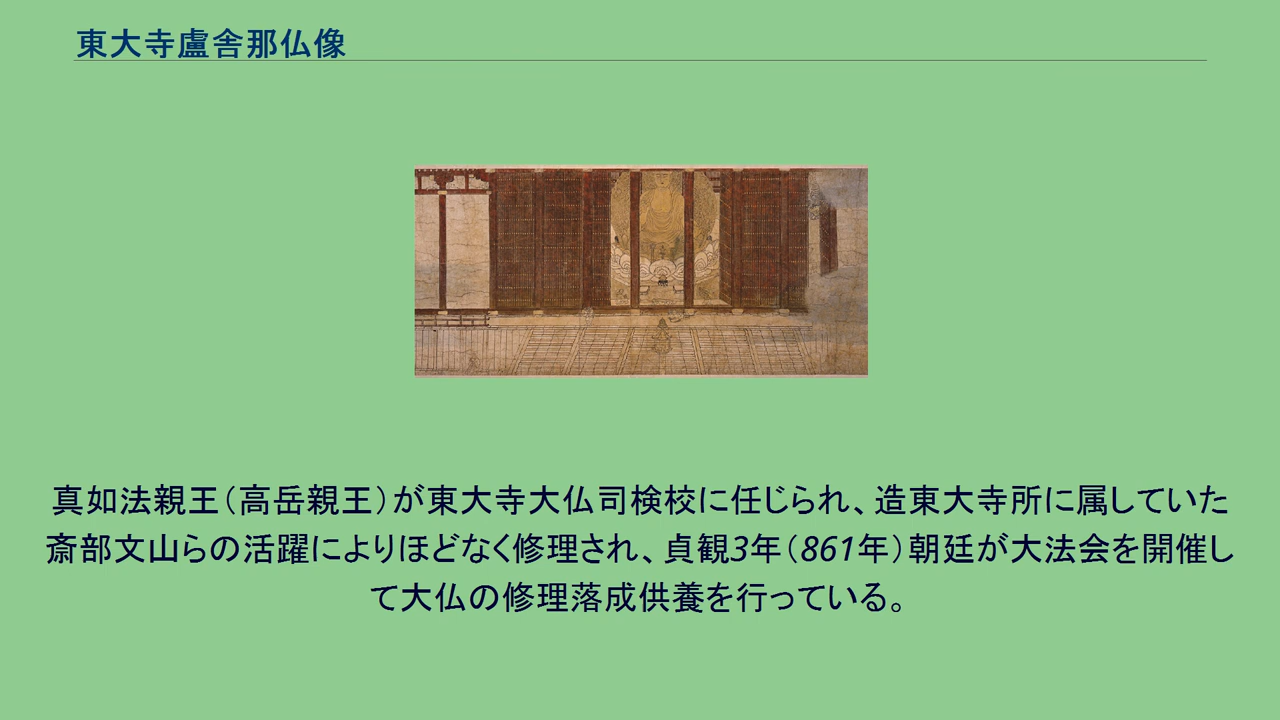 東大寺盧舎那仏像
真如法親王（高岳親王）が東大寺大仏司検校に任じられ、造東大寺所に属していた
斎部文山らの活躍によりほどなく修理され、貞観3年（861年）朝廷が大法会を開催し
て大仏の修理落成供養を行っている。